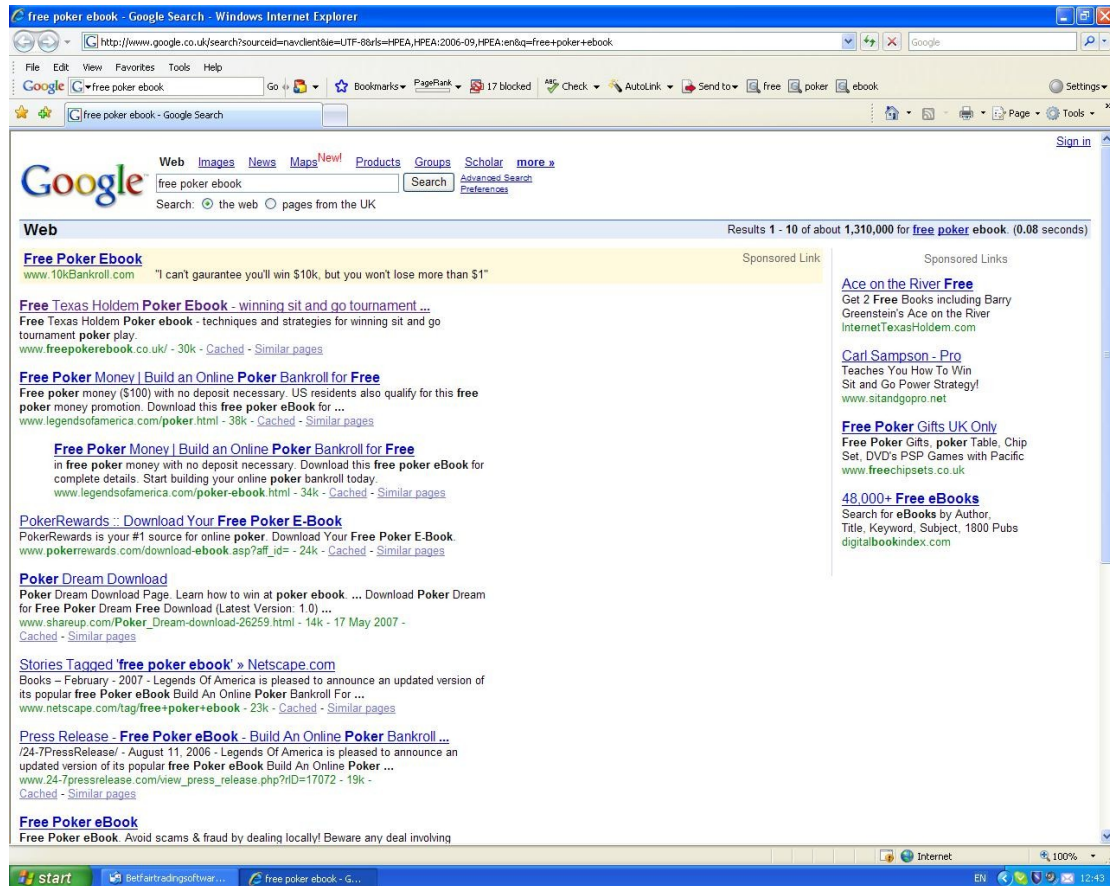 free poker ebook - Google Search - Windows Internet Explorer
http://www.google.co.uk/search?sourceid=navclient&ie=UTF-8&rls=HPEA,HPEA:2006-09,HPEA:en&q=free+poker+ebook
Google
File Edit View Favorites Tools Help
Google free poker ebook Go Bookmarks PageRank 17 blocked Check AutoLink Send to free poker ebook Settings
free poker ebook - Google Search Page Tools
Sign in
Web Images News Maps New! Products Groups Scholar more »
Google free poker ebook Search Advanced Search
Preferences
Search: the web pages from the UK
Web Results 1 - 10 of about 1,310,000 for free poker ebook. (0.08 seconds)
Free Poker Ebook Sponsored Link
www.10kBankroll.com "I can't gaurantee you'll win $10k, but you won't lose more than $1"
Free Texas Holdem Poker Ebook - winning sit and go tournament ...
Free Texas Holdem Poker ebook - techniques and strategies for winning sit and go
tournament poker play.
www.freepokerebook.co.uk/ - 30k - Cached - Similar pages
Free Poker Money | Build an Online Poker Bankroll for Free
Free poker money ($100) with no deposit necessary. US residents also qualify for this free
poker money promotion. Download this free poker eBook for ...
www.legendsofamerica.com/poker.html - 38k - Cached - Similar pages
Free Poker Money | Build an Online Poker Bankroll for Free
in free poker money with no deposit necessary. Download this free poker eBook for
complete details. Start building your online poker bankroll today.
www.legendsofamerica.com/poker-ebook.html - 34k - Cached - Similar pages
PokerRewards :: Download Your Free Poker E-Book
PokerRewards is your #1 source for online poker. Download Your Free Poker E-Book.
www.pokerrewards.com/download-ebook.asp?aff_id= - 24k - Cached - Similar pages
Poker Dream Download
Poker Dream Download Page. Learn how to win at poker ebook. ... Download Poker Dream
for Free Poker Dream Free Download (Latest Version: 1.0) ...
www.shareup.com/Poker_Dream-download-26259.html - 14k - 17 May 2007 -
Cached - Similar pages
Stories Tagged 'free poker ebook' » Netscape.com
Books – February - 2007 - Legends Of America is pleased to announce an updated version of
its popular free Poker eBook Build An Online Poker Bankroll For ...
www.netscape.com/tag/free+poker+ebook - 23k - Cached - Similar pages
Press Release - Free Poker eBook - Build An Online Poker Bankroll ...
/24-7PressRelease/ - August 11, 2006 - Legends Of America is pleased to announce an
updated version of its popular free Poker eBook Build An Online Poker ...
www.24-7pressrelease.com/view_press_release.php?rID=17072 - 19k -
Cached - Similar pages
Free Poker eBook
Free Poker eBook. Avoid scams & fraud by dealing locally! Beware any deal involving
Sponsored Links
Ace on the River Free
Get 2 Free Books including Barry
Greenstein's Ace on the River
InternetTexasHoldem.com
Carl Sampson - Pro
Teaches You How To Win
Sit and Go Power Strategy!
www.sitandgopro.net
Free Poker Gifts UK Only
Free Poker Gifts, poker Table, Chip
Set, DVD's PSP Games with Pacific
www.freechipsets.co.uk
48,000+ Free eBooks
Search for eBooks by Author,
Title, Keyword, Subject, 1800 Pubs
digitalbookindex.com
Internet 100%
start Betfairtradingsoftwar... free poker ebook - G... EN 12:43